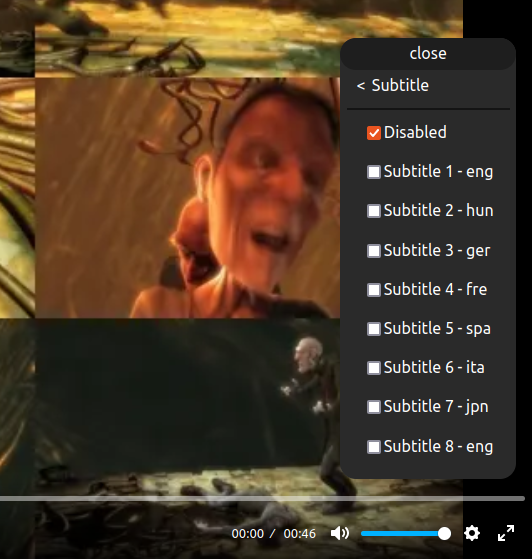 close
< Subtitle
Disabled
Subtitle 1 - eng
Subtitle 2 - hun
Subtitle 3 - ger
Subtitle 4 - fre
Subtitle 5 - spa
Subtitle 6 - ita
Subtitle 7 - jpn
Subtitle 8 - eng
00:00 / 00:46